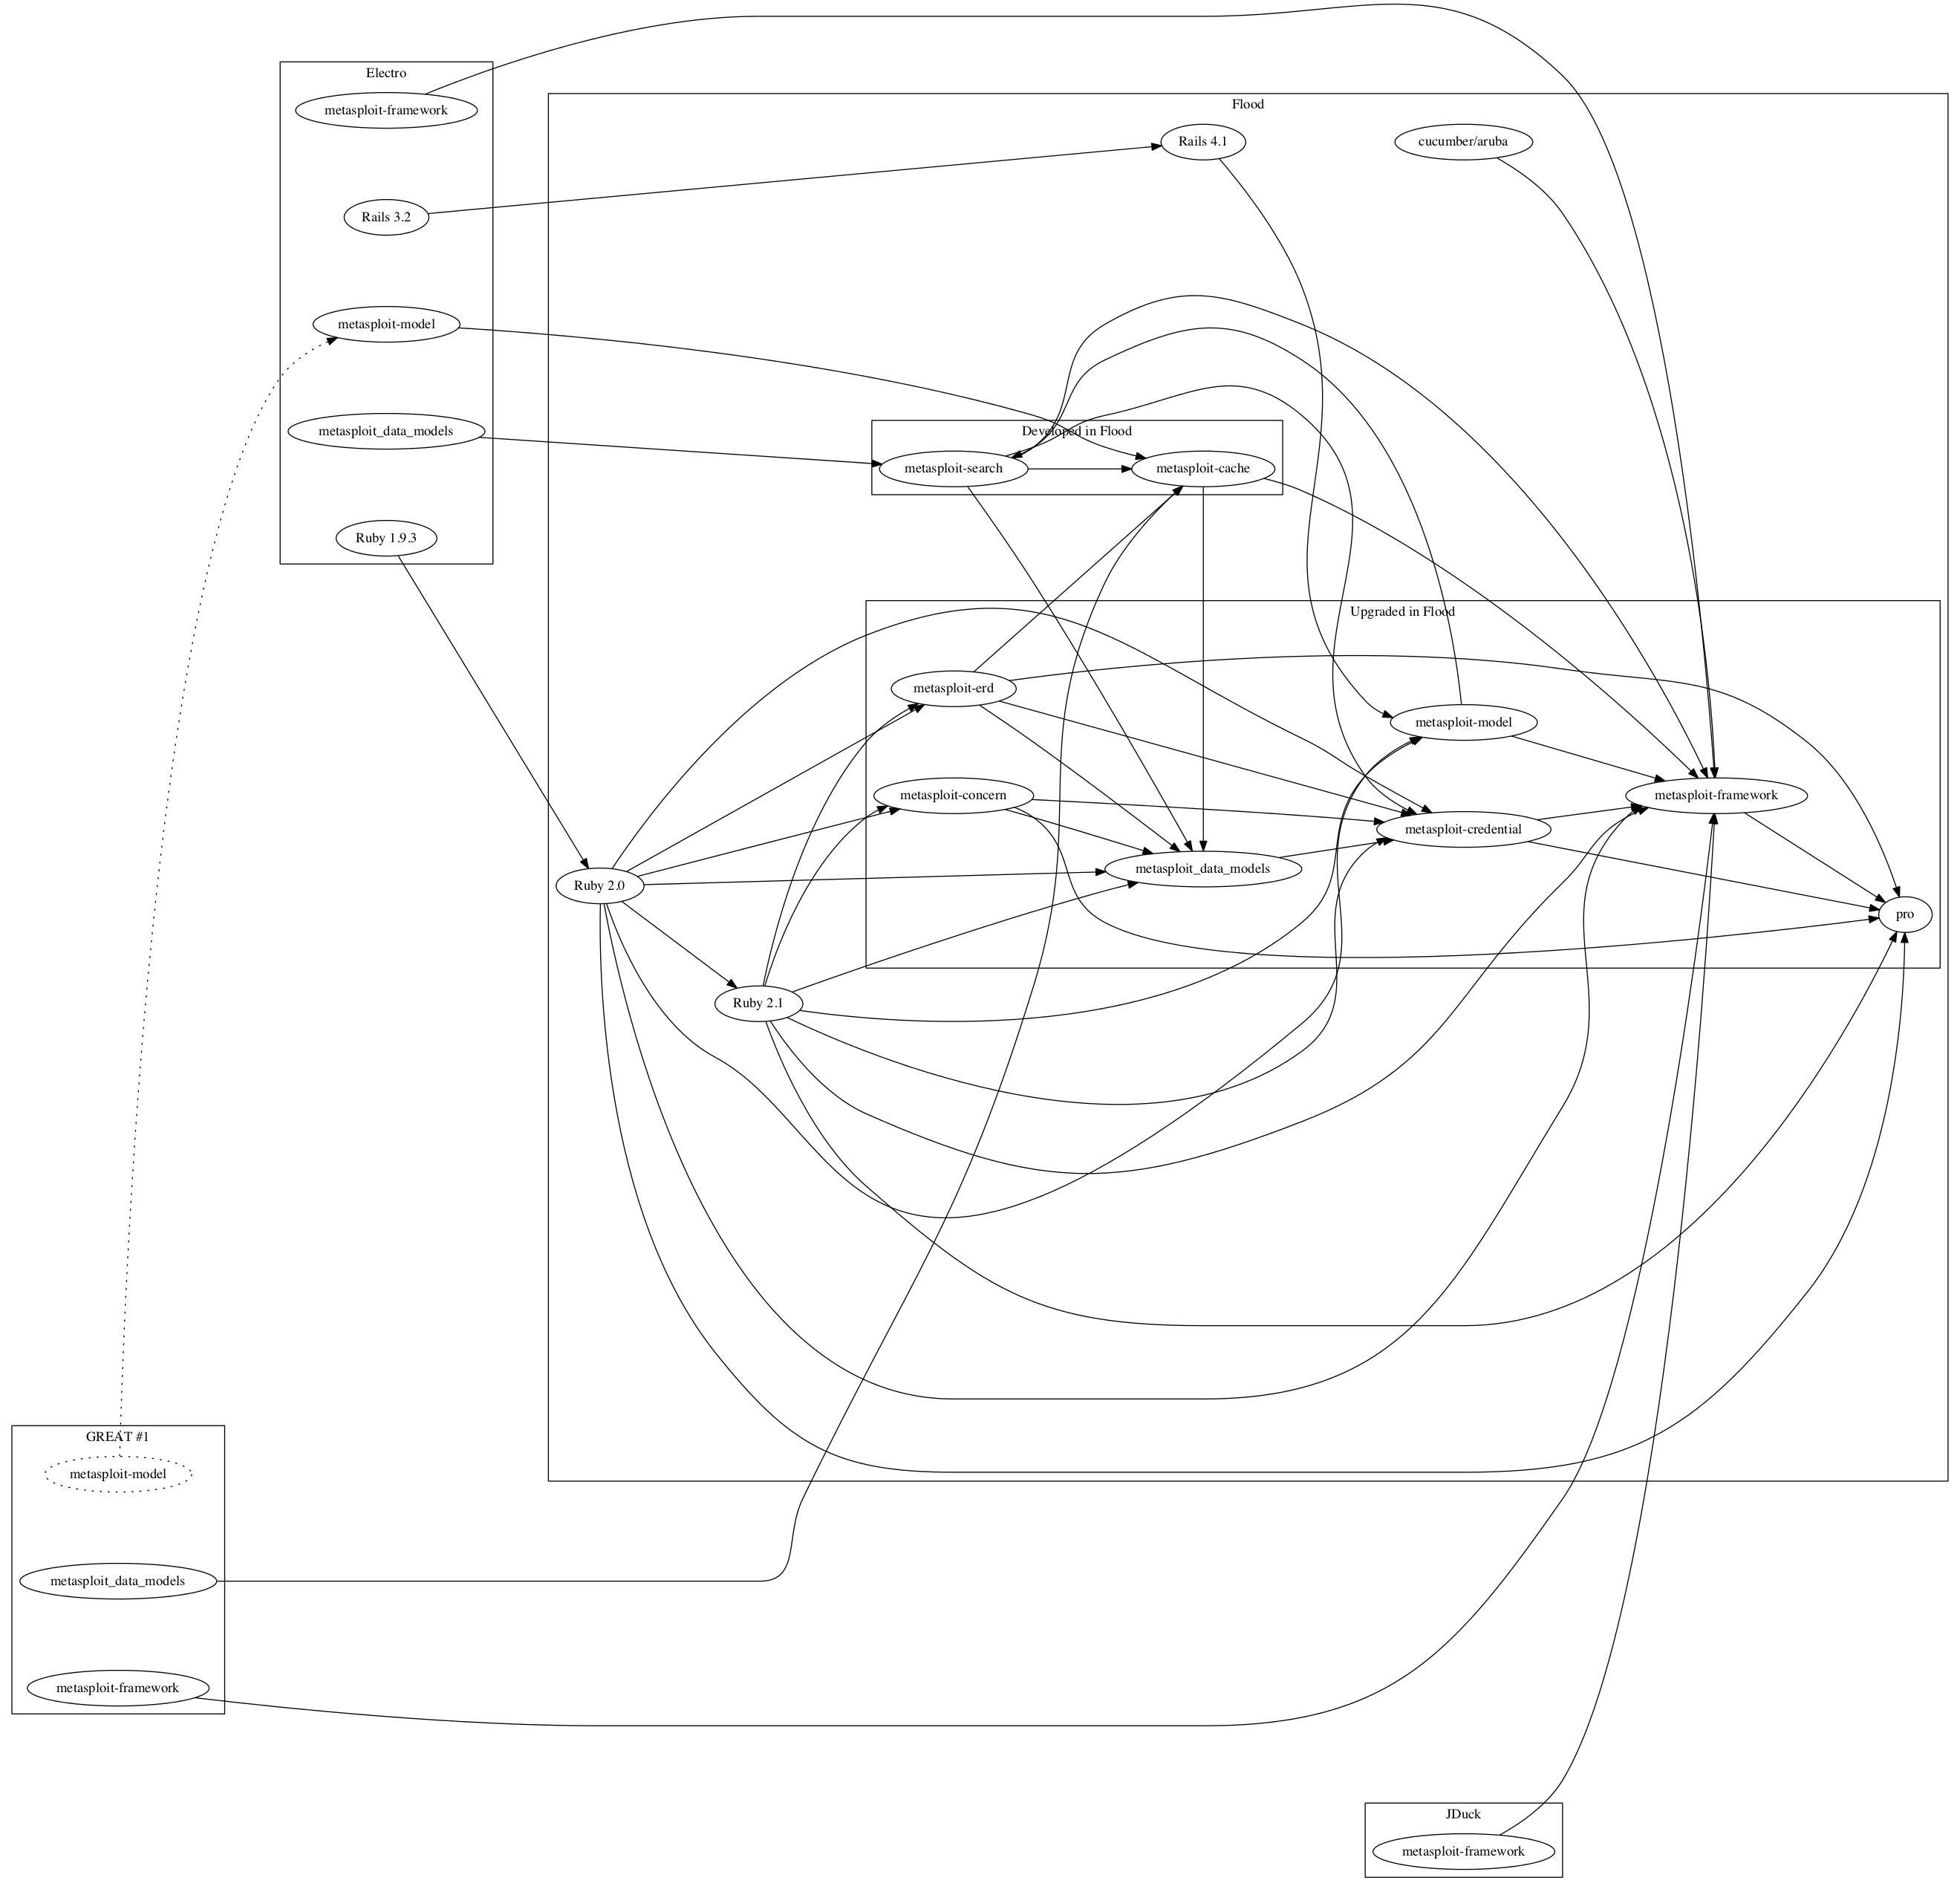 Electro
metasploit-framework
Rails 3.2
metasploit-model
metasploit_data_models
Ruby 1.9.3
Flood
Rails 4.1
cucumber/aruba
Developed in Flood
metasploit-search
metasploit-cache
Upgraded in Flood
metasploit-erd
metasploit-model
metasploit-concern
metasploit-framework
metasploit-credential
metasploit_data_models
Ruby 2.0
pro
Ruby 2.1
GREAT #1
metasploit-model
metasploit_data_models
metasploit-framework
JDuck
metasploit-framework